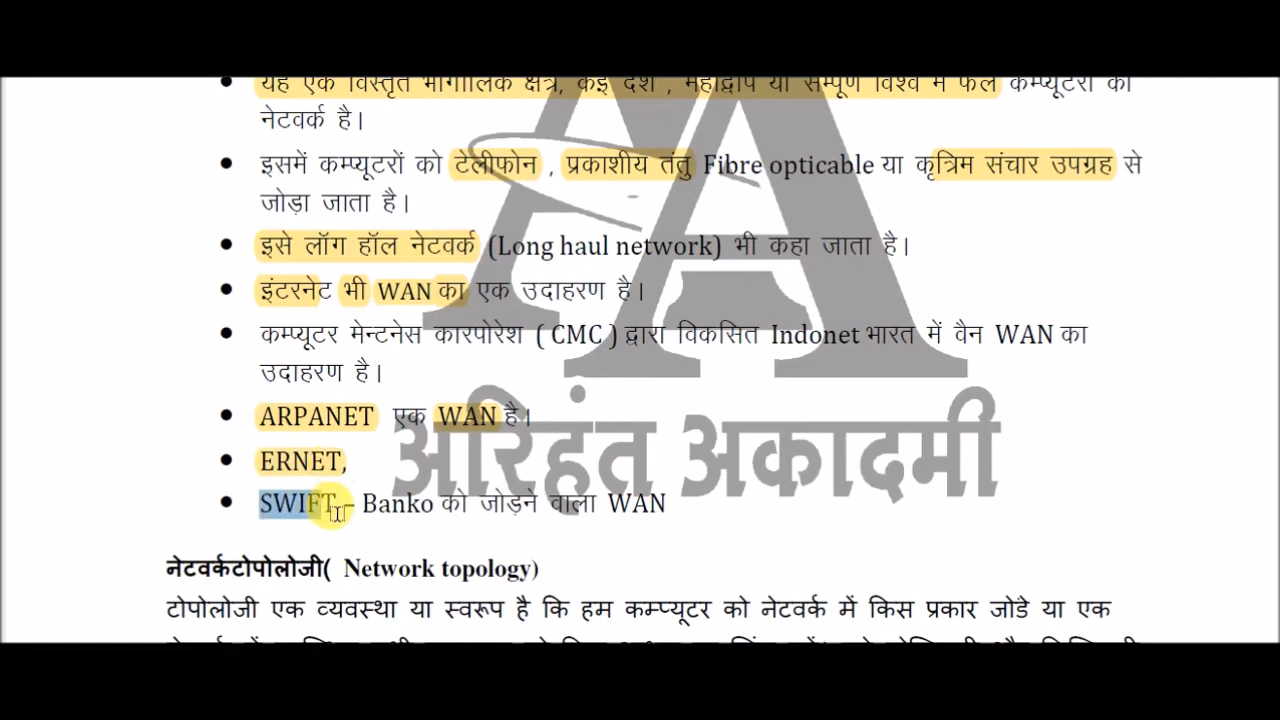 यह एक विस्तृत भौगोलिक क्षेत्र, कई देश , महाद्वीप या सम्पूर्ण विश्व में फैले कम्प्यूटरों का
नेटवर्क है।
इसमें कम्प्यूटरों को टेलीफोन , प्रकाशीय तंतु Fibre opticable या कृत्रिम संचार उपग्रह से
जोड़ा जाता है।
इसे लॉग हॉल नेटवर्क (Long haul network) भी कहा जाता है।
इंटरनेट भी WAN का एक उदाहरण है।
कम्प्यूटर मेन्टनेस कारपोरेश ( CMC ) द्वारा विकसित Indonet भारत में वैन WAN का
उदाहरण है।
ARPANET एक WAN है।
ERNET,
SWIFT – Banko को जोड़ने वाला WAN
अरिहंत अकादमी
नेटवर्कटोपोलोजी( Network topology)
टोपोलोजी एक व्यवस्था या स्वरूप है कि हम कम्प्यूटर को नेटवर्क में किस प्रकार जोडे या एक